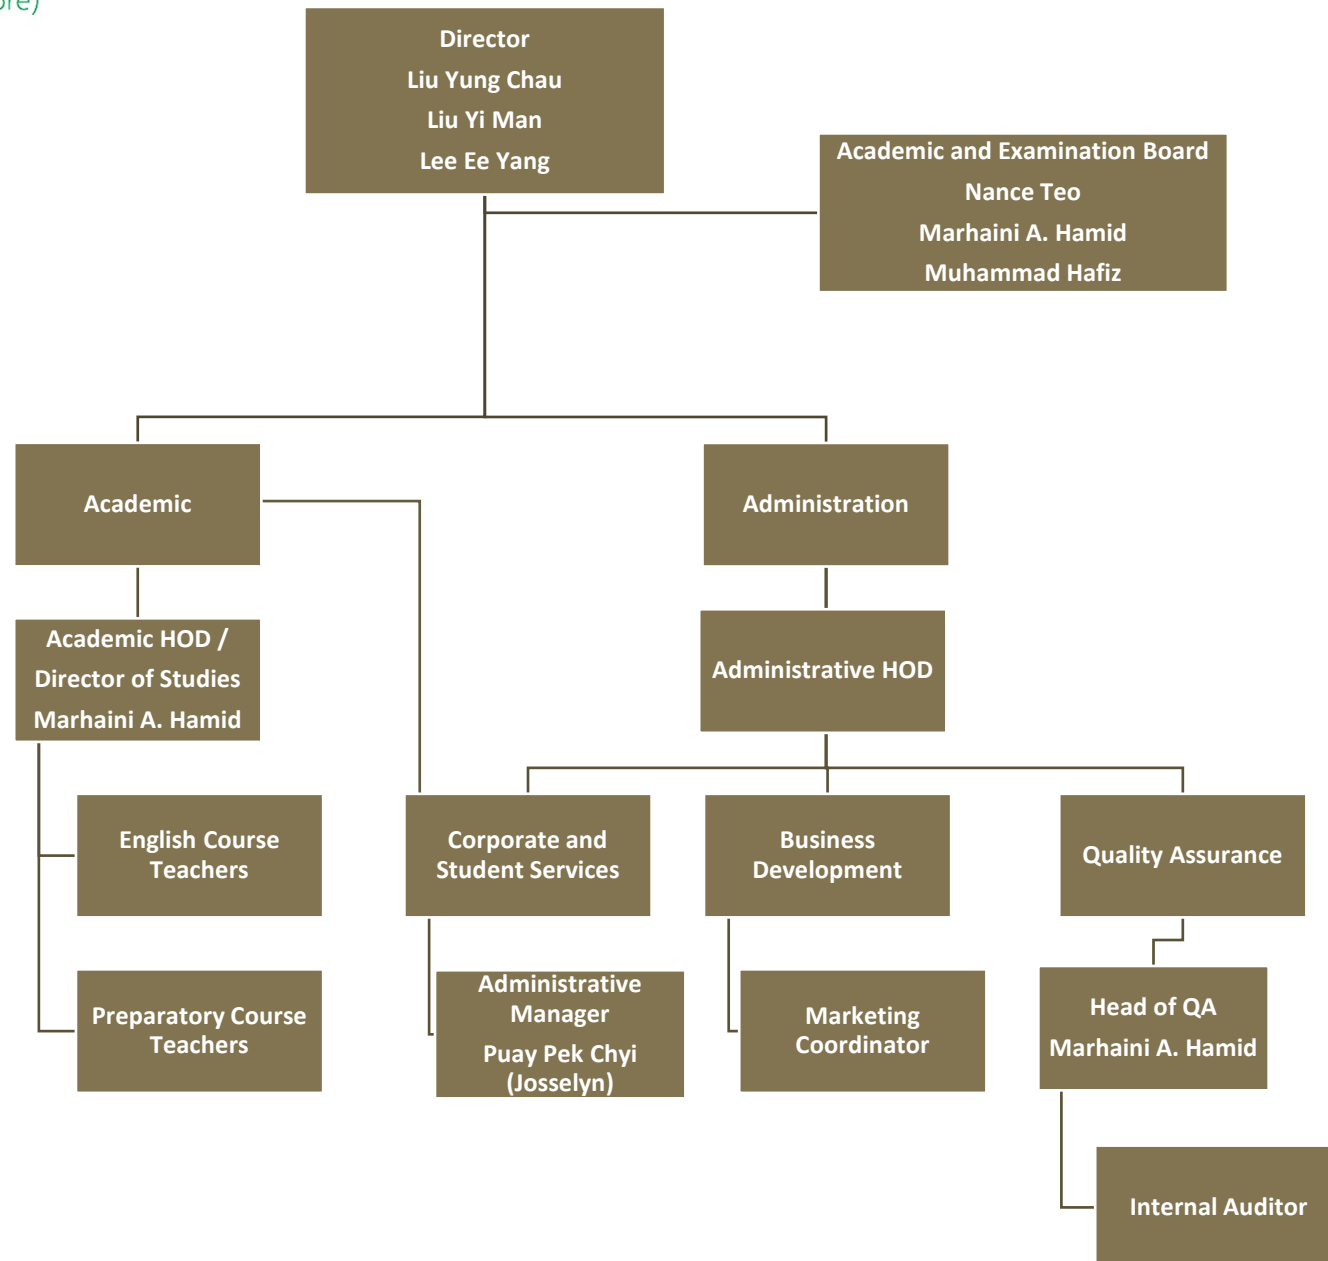 Director
Liu Yung Chau
Liu Yi Man
Lee Ee Yang
Academic and Examination Board
Nance Teo
Marhaini A. Hamid
Muhammad Hafiz
Academic
Administration
Academic HOD /
Director of Studies
Marhaini A. Hamid
Administrative HOD
English Course
Teachers
Corporate and
Student Services
Business
Development
Quality Assurance
Preparatory Course
Teachers
Administrative
Manager
Puay Pek Chyi
(Josselyn)
Marketing
Coordinator
Head of QA
Marhaini A. Hamid
Internal Auditor